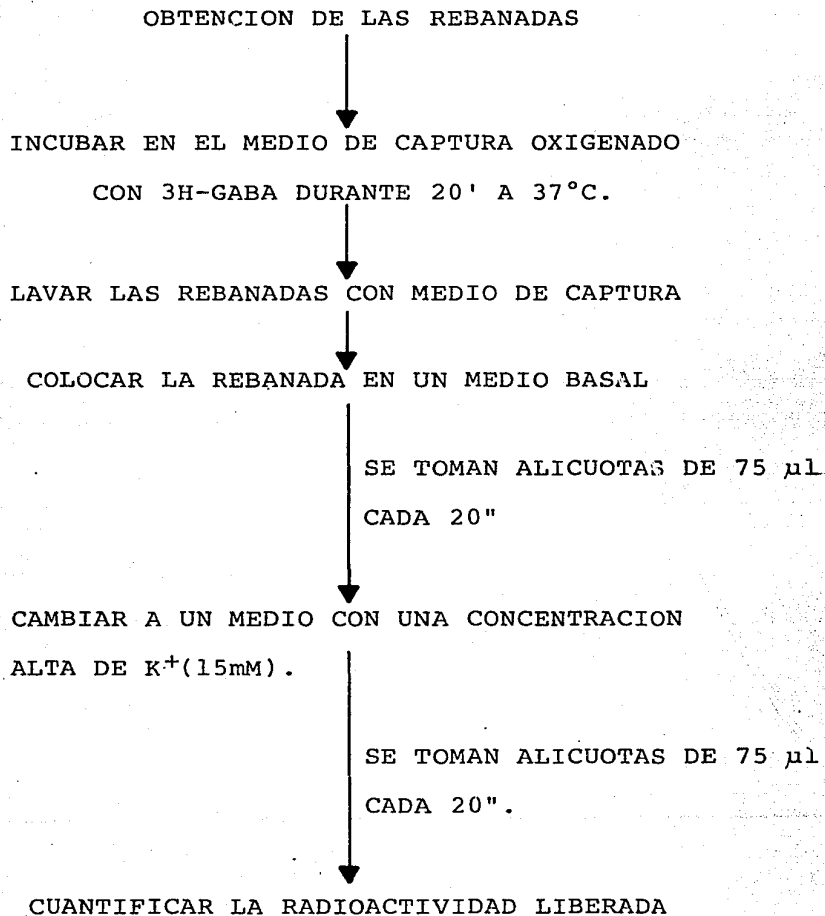 OBTENCION DE LAS REBANADAS
INCUBAR EN EL MEDIO DE CAPTURA OXIGENADO
CON 3H-GABA DURANTE 20' A 37°C.
LAVAR LAS REBANADAS CON MEDIO DE CAPTURA
COLOCAR LA REBANADA EN UN MEDIO BASAL
SE TOMAN ALICUOTAS DE 75 µl
CADA 20"
CAMBIAR A UN MEDIO CON UNA CONCENTRACION
ALTA DE K+(15mM).
SE TOMAN ALICUOTAS DE 75 µl
CADA 20".
CUANTIFICAR LA RADIOACTIVIDAD LIBERADA